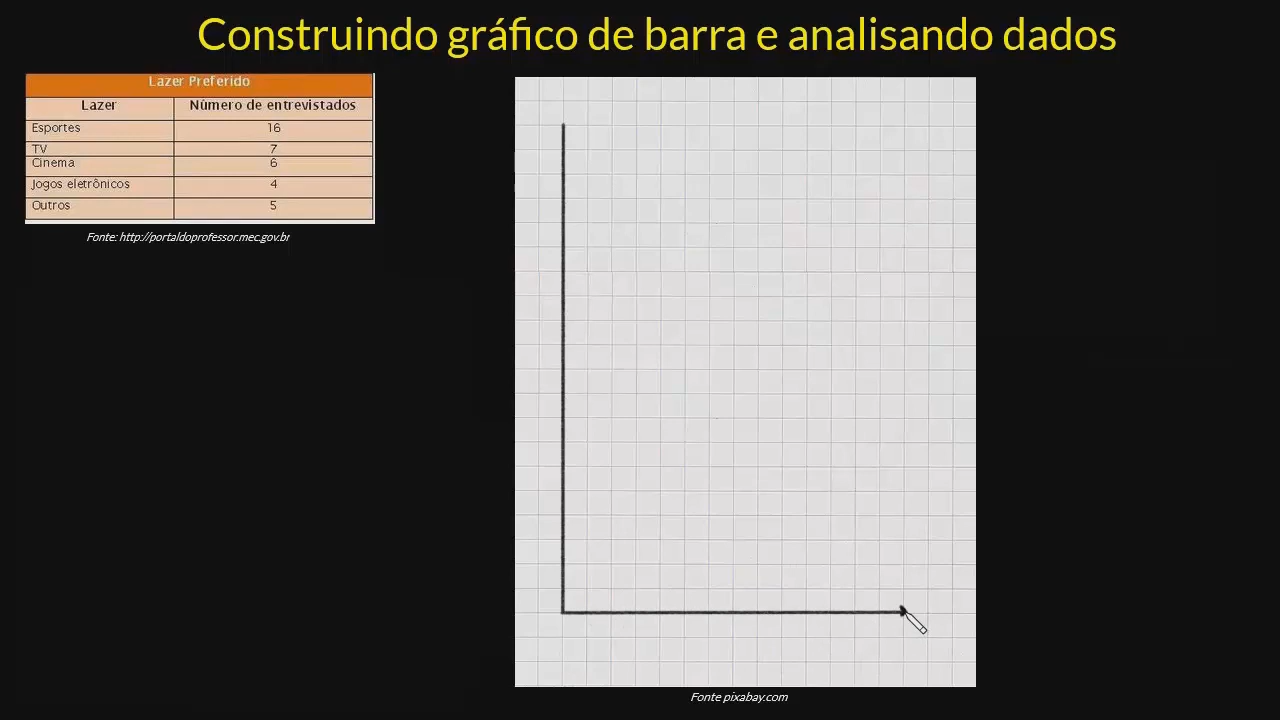 Construindo gráfico de barra e analisando dados
Lazer Preferido
Lazer Número de entrevistados
Esportes 16
TV 7
Cinema 6
Jogos eletrônicos 4
Outros 5
Fonte: http://portaldoprofessor.mec.gov.br
Fonte pixabay.com